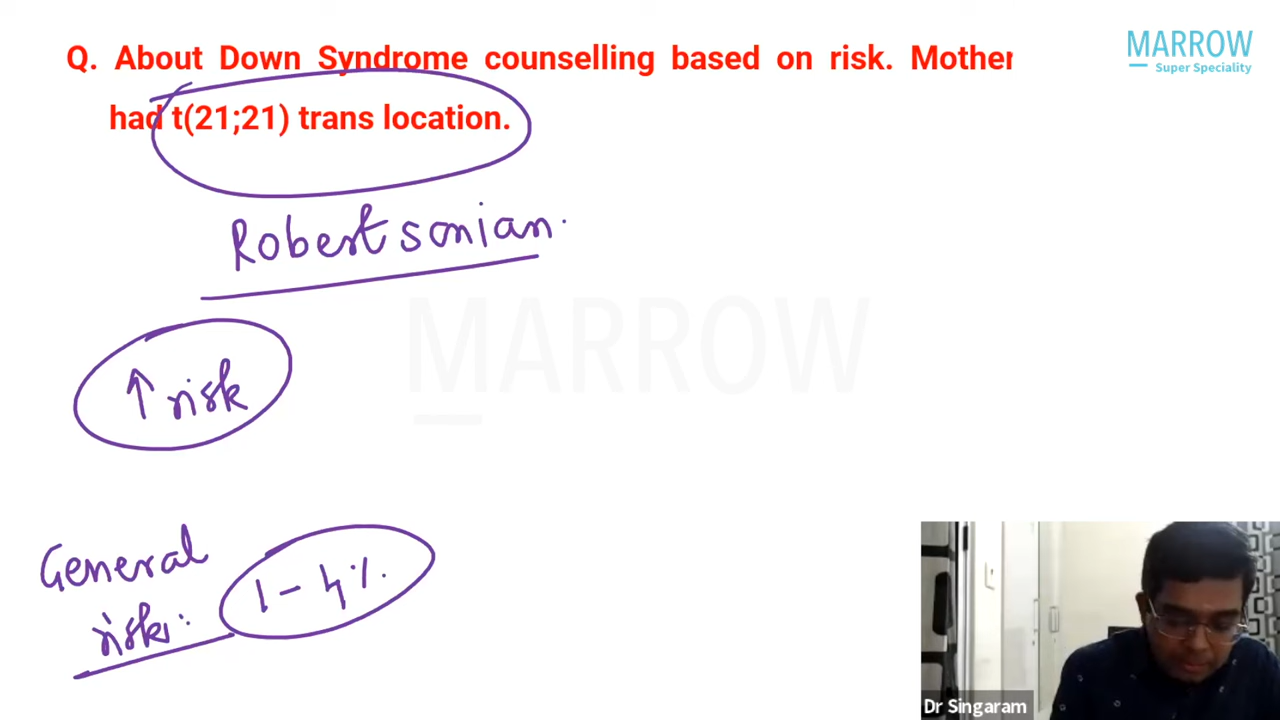 Q. About Down Syndrome counselling based on risk. Mother
had t(21;21) trans location.
MARROW
Super Speciality
Robertsonian.
MARROW
↑ risk
General
risk:
1 - 4%.
Dr Singaram